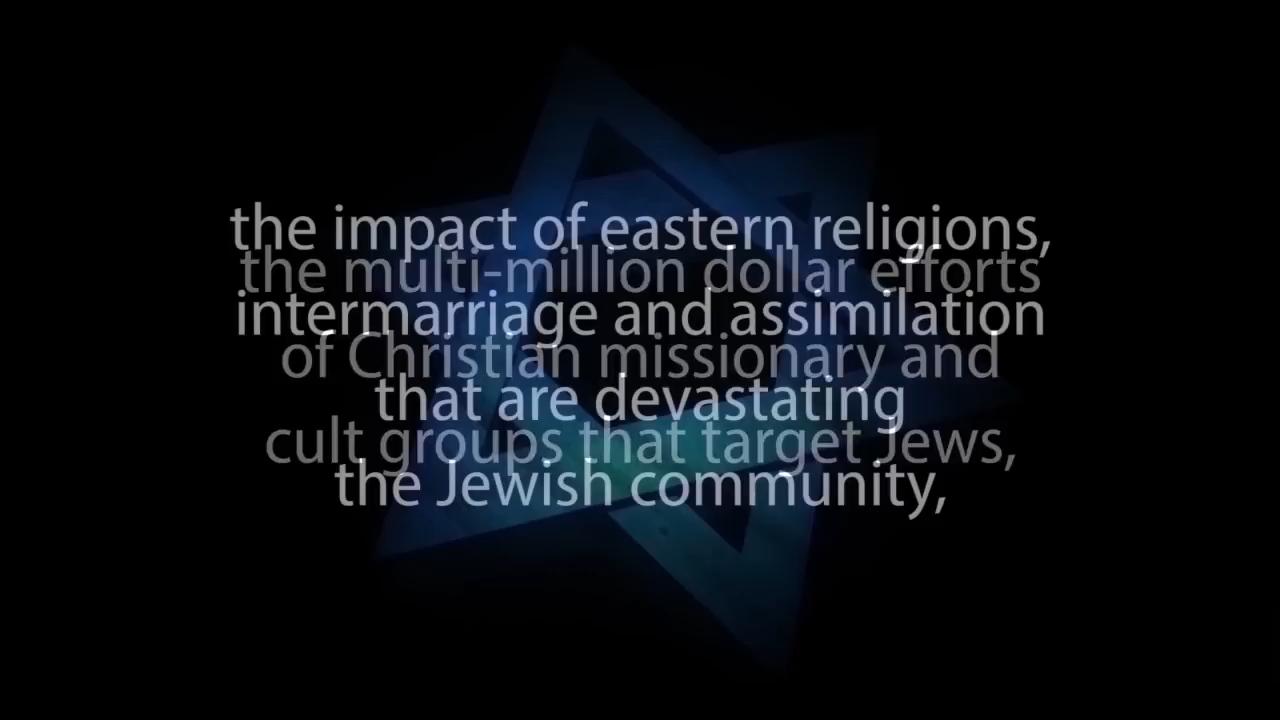 the impact of eastern religions,
the multi-million dollar efforts
intermarriage and assimilation
of Christian missionary and
that are devastating
cult groups that target Jews,
the Jewish community,